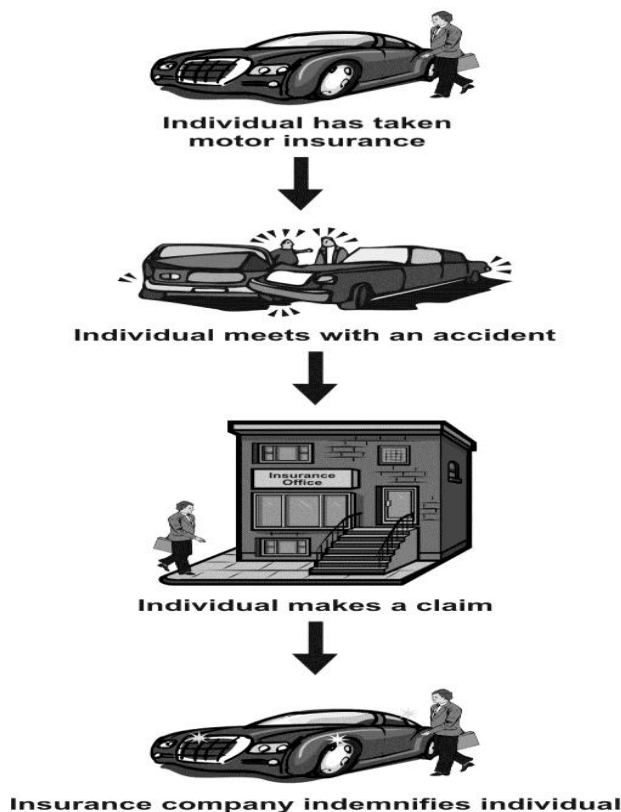 Individual has taken
motor insurance
Individual meets with an accident
Insurance
Office
Individual makes a claim
Insurance company indemnifies individual